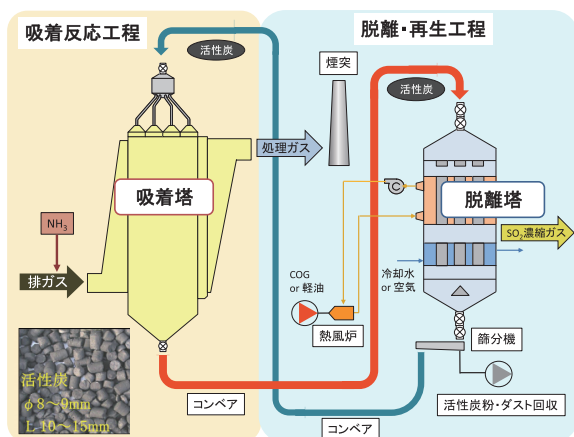 吸着反応工程
活性炭
脱離・再生工程
煙突
活性炭
処理ガス
吸着塔
脱離塔
NH₃
SO₂濃縮ガス
排ガス
COG
or 軽油
冷却水
or 空気
熱風炉
篩分機
活性炭
φ8～9mm
L 10～15mm
コンベア
コンベア
活性炭粉・ダスト回収